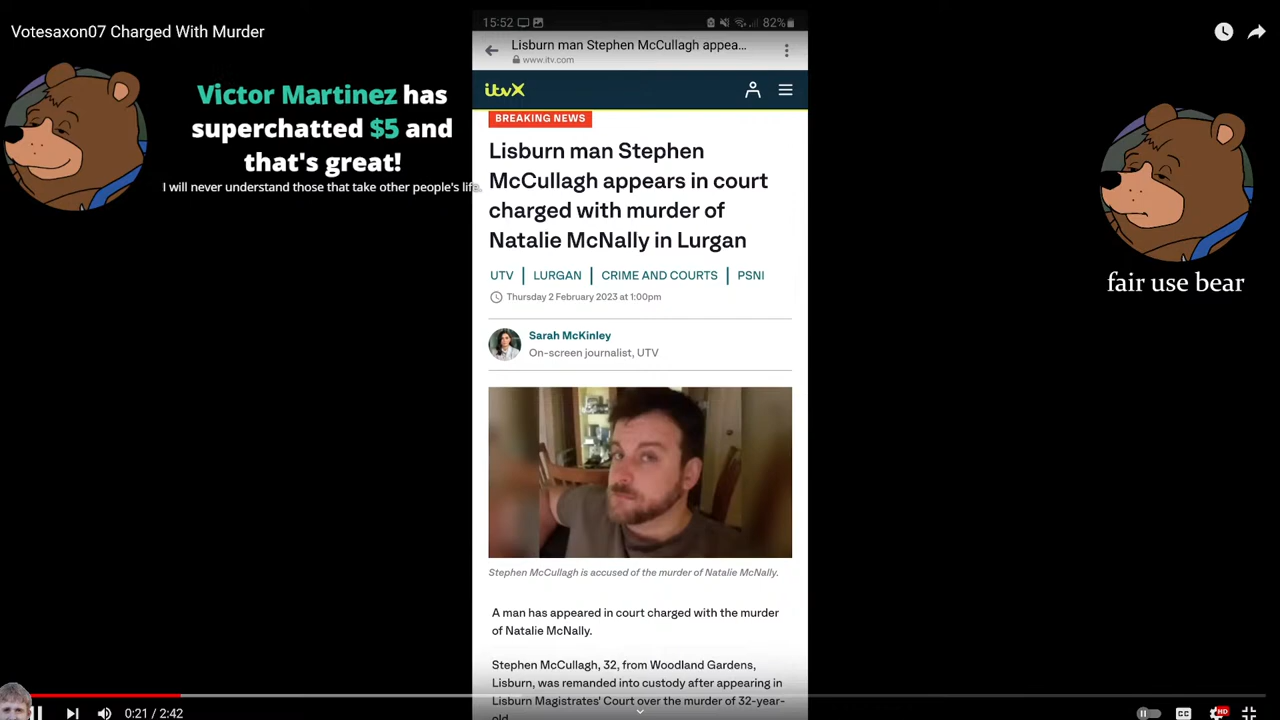 Votesaxon07 Charged With Murder
Victor Martinez has
superchatted $5 and
that's great!
I will never understand those that take other people's life.
15:52
82%
Lisburn man Stephen McCullagh appea...
www.itv.com
itvX
BREAKING NEWS
Lisburn man Stephen
McCullagh appears in court
charged with murder of
Natalie McNally in Lurgan
UTV | LURGAN | CRIME AND COURTS | PSNI
Thursday 2 February 2023 at 1:00pm
Sarah McKinley
On-screen journalist, UTV
Stephen McCullagh is accused of the murder of Natalie McNally.
A man has appeared in court charged with the murder
of Natalie McNally.
Stephen McCullagh, 32, from Woodland Gardens,
Lisburn, was remanded into custody after appearing in
Lisburn Magistrates' Court over the murder of 32-year-
old
fair use bear
0:21 / 2:42
CC
HD